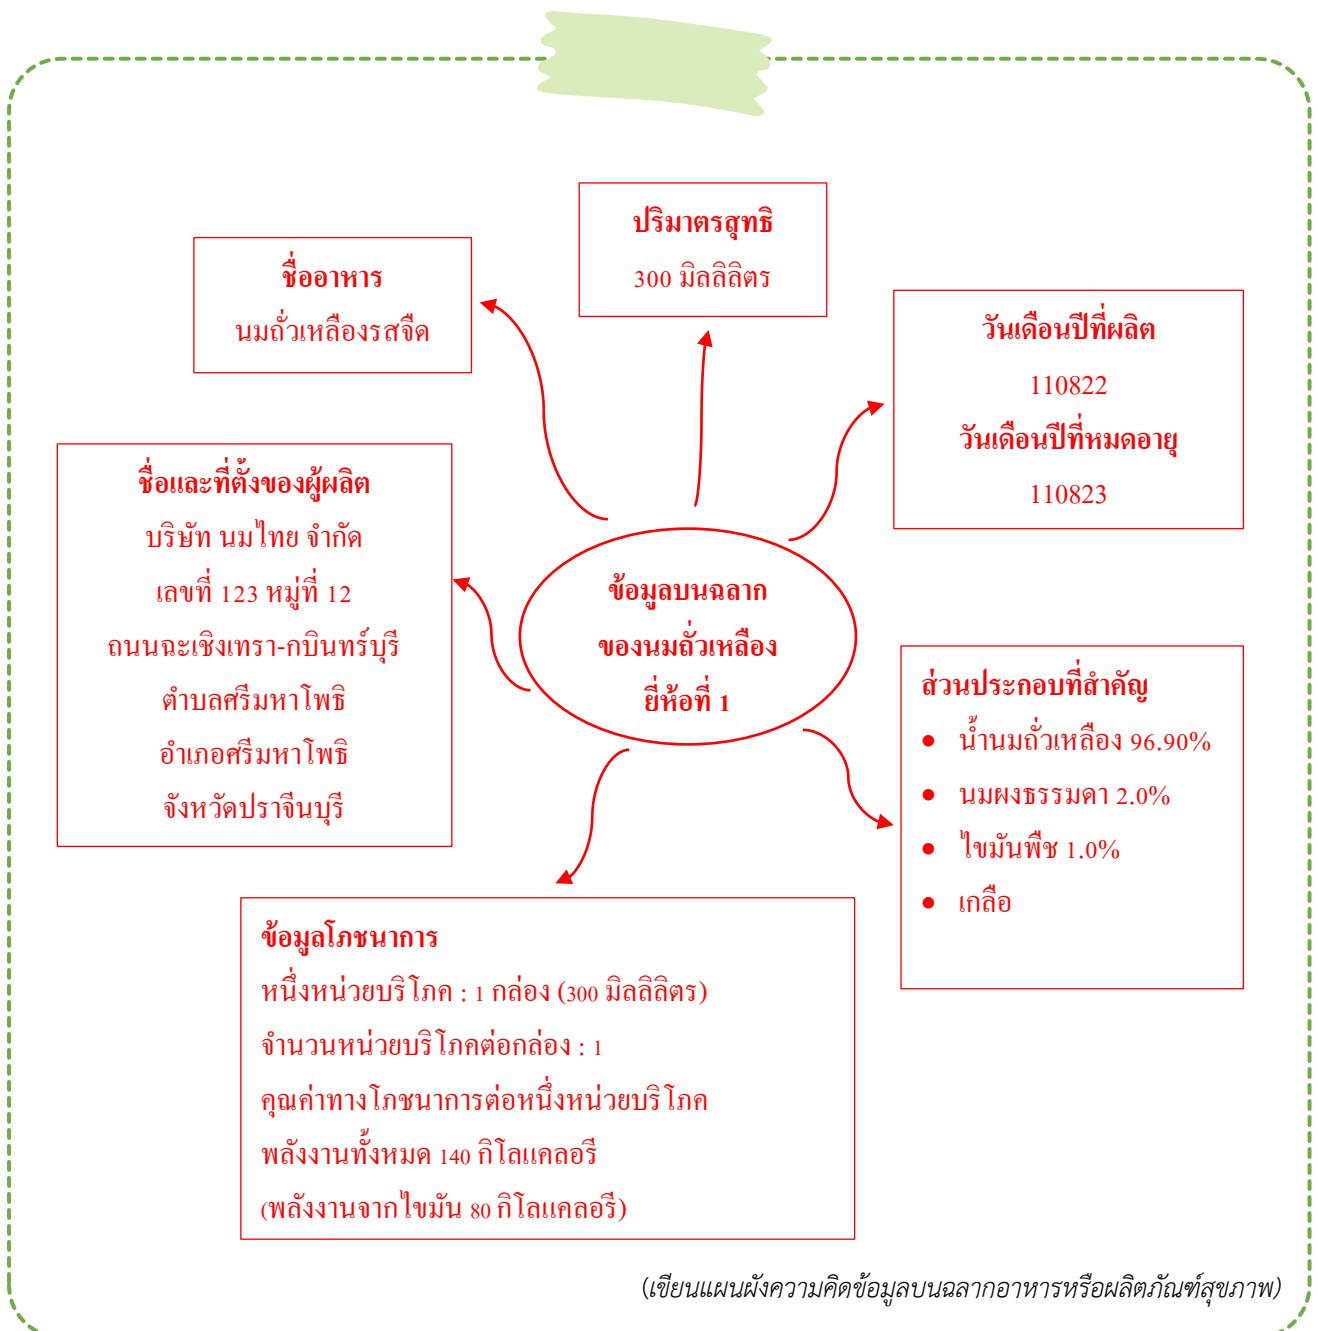 ปริมาตรสุทธิ
300 มิลลิลิตร
ชื่ออาหาร
นมถั่วเหลืองรสจืด
วันเดือนปีที่ผลิต
110822
วันเดือนปีที่หมดอายุ
110823
ชื่อและที่ตั้งของผู้ผลิต
บริษัท นมไทย จำกัด
เลขที่ 123 หมู่ที่ 12
ถนนฉะเชิงเทรา-กบินทร์บุรี
ตำบลศรีมหาโพธิ
อำเภอศรีมหาโพธิ
จังหวัดปราจีนบุรี
ข้อมูลบนฉลาก
ของนมถั่วเหลือง
ยี่ห้อที่ 1
ส่วนประกอบที่สำคัญ
• น้ำนมถั่วเหลือง 96.90%
• นมผงธรรมดา 2.0%
• ไขมันพืช 1.0%
• เกลือ
ข้อมูลโภชนาการ
หนึ่งหน่วยบริโภค : 1 กล่อง (300 มิลลิลิตร)
จำนวนหน่วยบริโภคต่อกล่อง : 1
คุณค่าทางโภชนาการต่อหนึ่งหน่วยบริโภค
พลังงานทั้งหมด 140 กิโลแคลอรี
(พลังงานจากไขมัน 80 กิโลแคลอรี)
(เขียนแผนผังความคิดข้อมูลบนฉลากอาหารหรือผลิตภัณฑ์สุขภาพ)